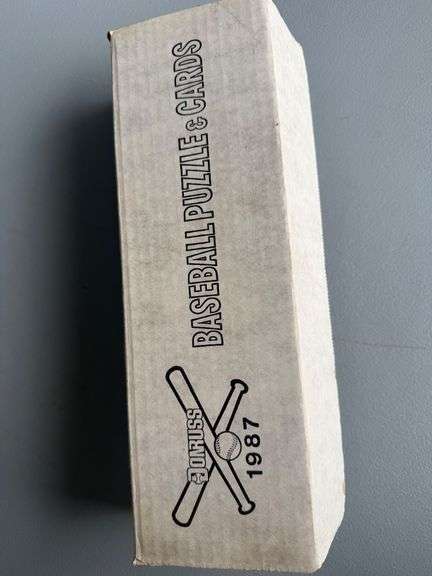 BASEBALL PUZZLE & CARDS
DONRUSS
1987